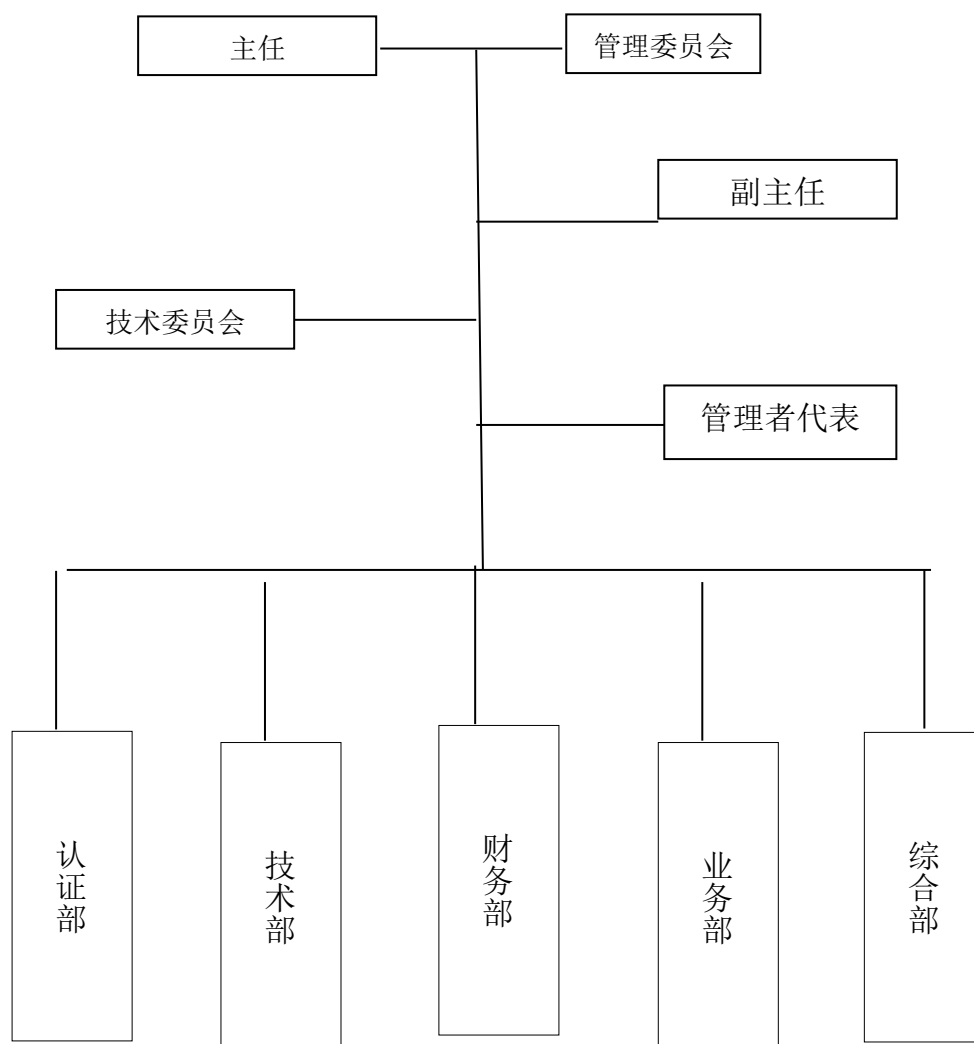 主任
管理委员会
副主任
技术委员会
管理者代表
认证部
技术部
财务部
业务部
综合部